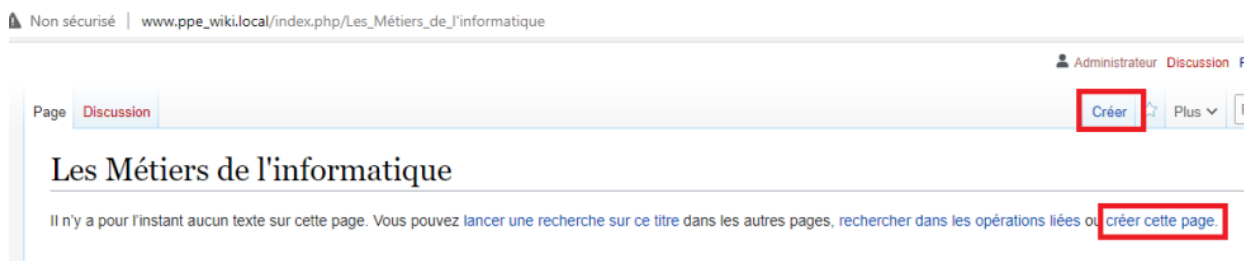 Non sécurisé | www.ppe_wiki.local/index.php/Les_Métiers_de_l'informatique
Administrateur Discussion
Page Discussion Créer Plus
Les Métiers de l'informatique
Il n'y a pour l'instant aucun texte sur cette page. Vous pouvez lancer une recherche sur ce titre dans les autres pages, rechercher dans les opérations liées ou créer cette page.